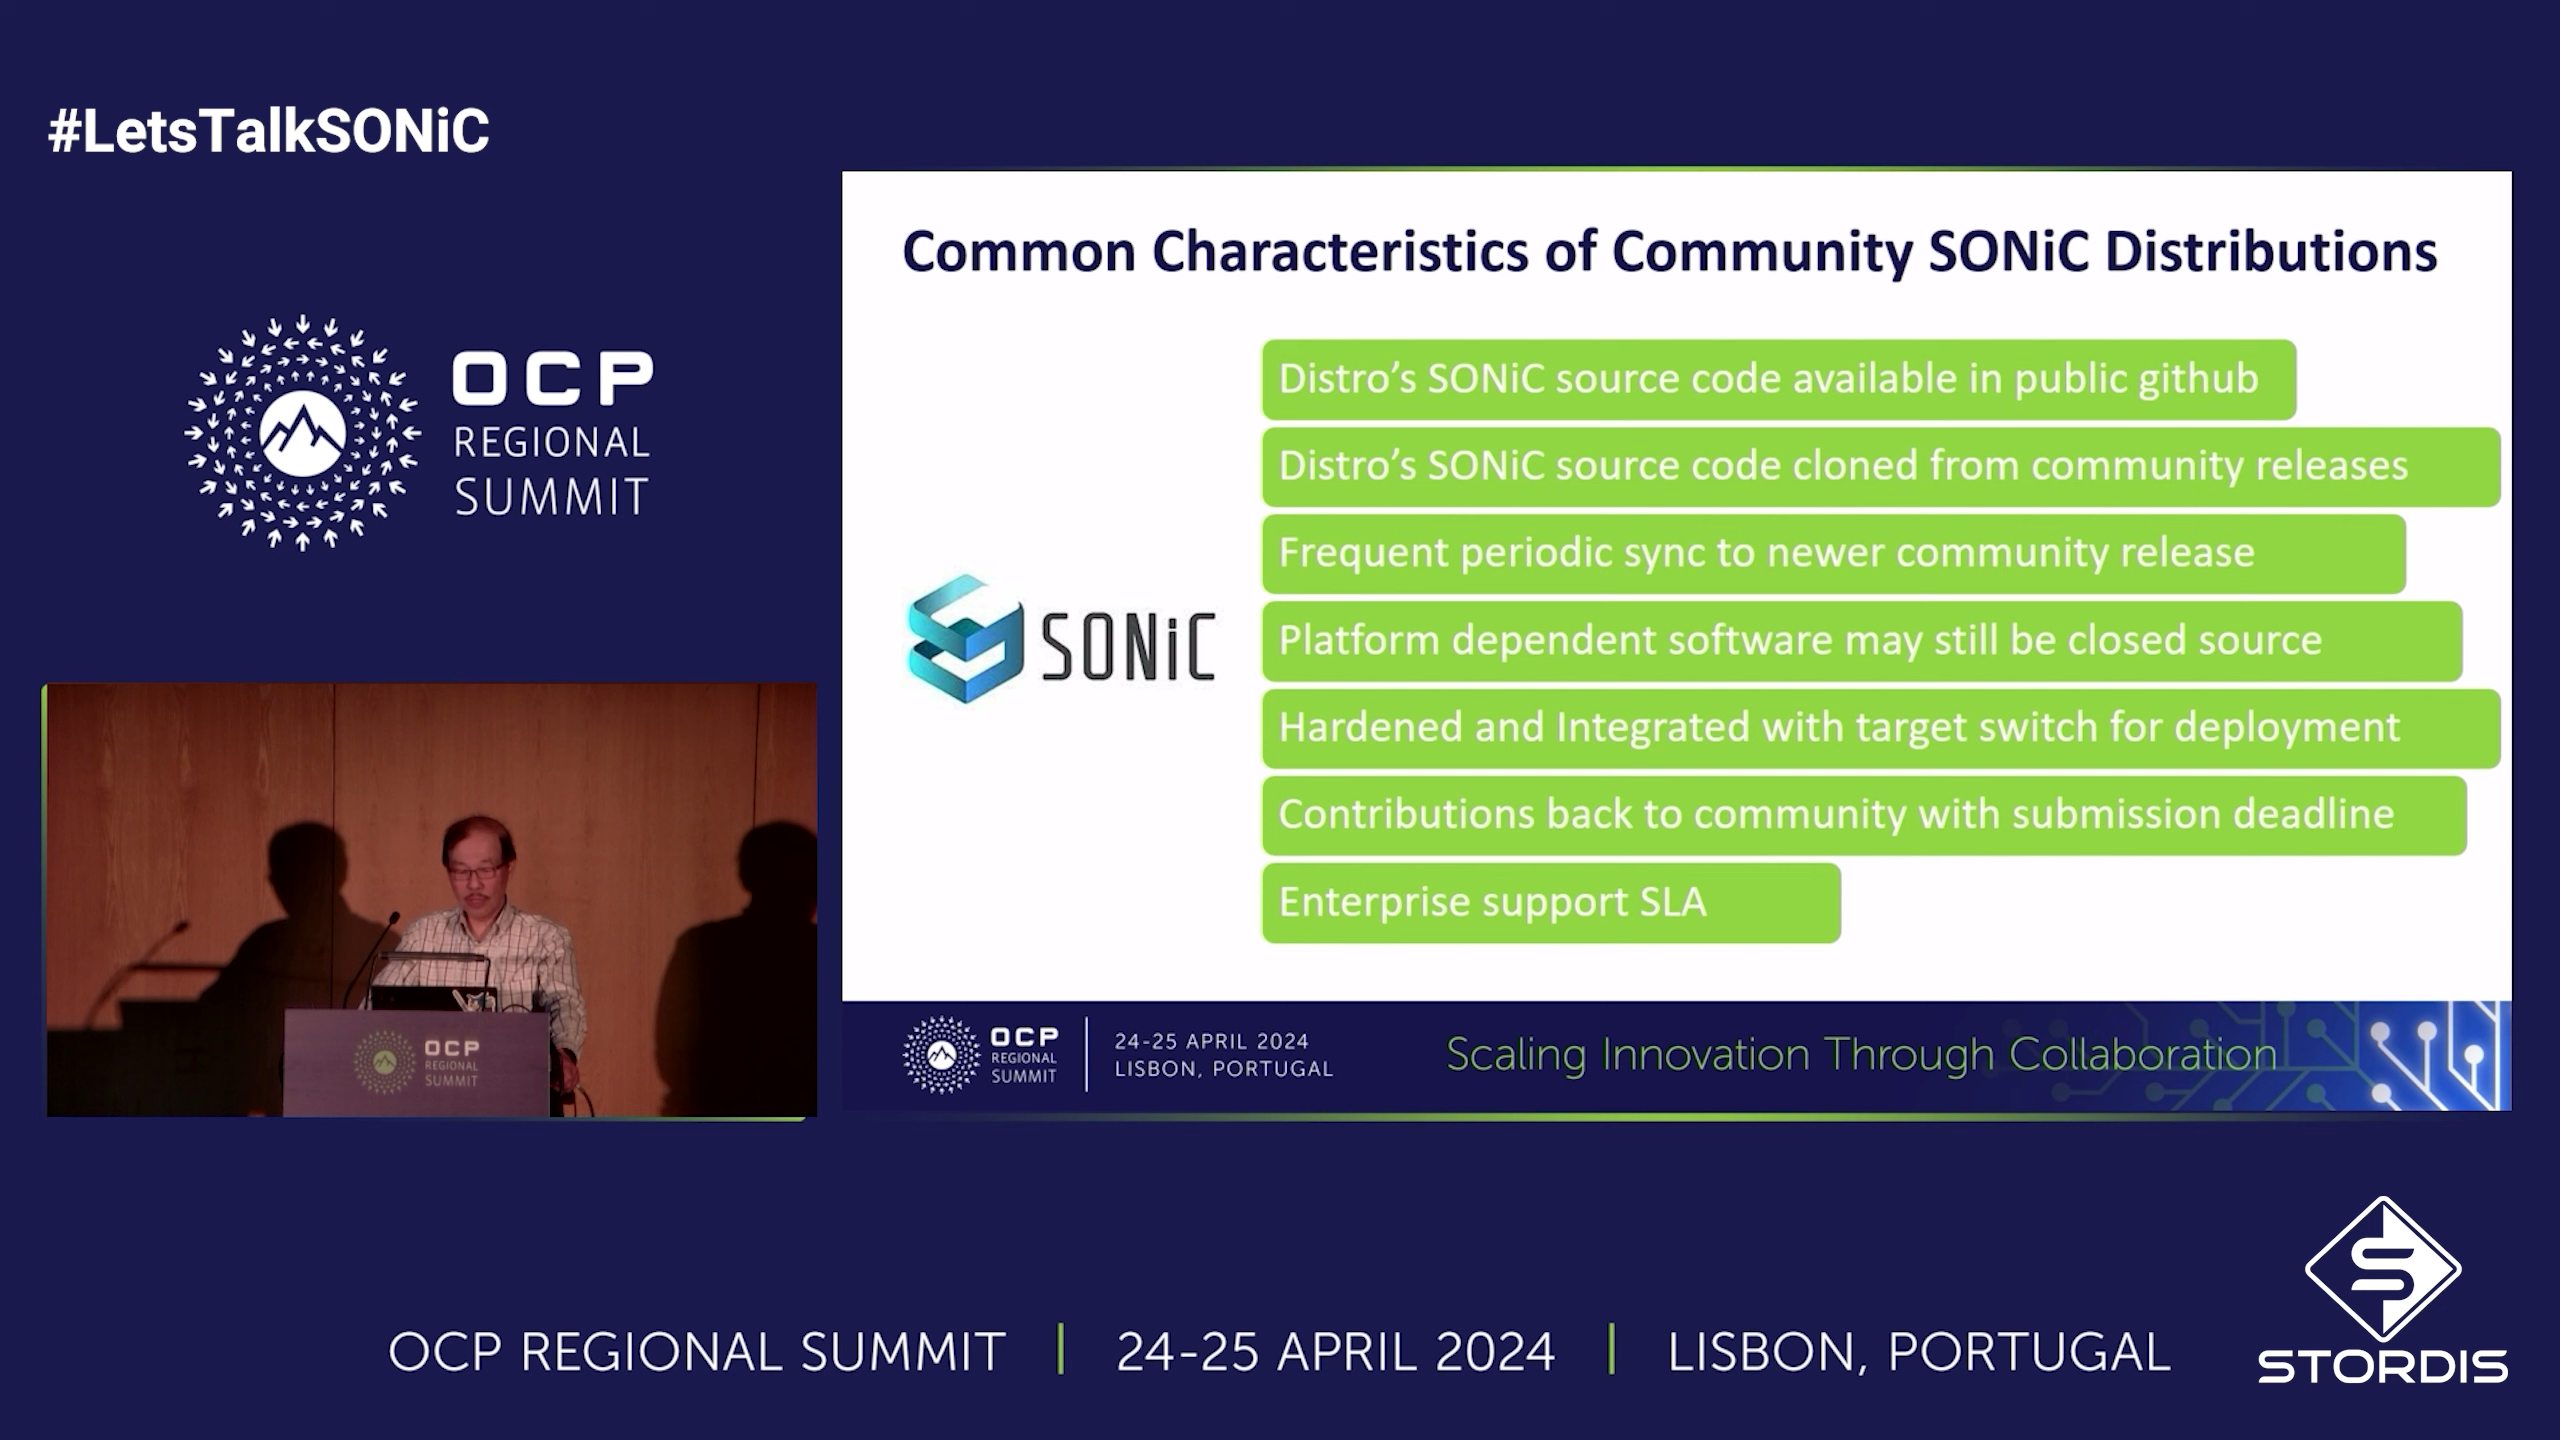 #LetsTalkSONiC
OCP
REGIONAL
SUMMIT
Common Characteristics of Community SONiC Distributions
SONiC
Distro’s SONiC source code available in public github
Distro’s SONiC source code cloned from community releases
Frequent periodic sync to newer community release
Platform dependent software may still be closed source
Hardened and Integrated with target switch for deployment
Contributions back to community with submission deadline
Enterprise support SLA
OCP
REGIONAL
SUMMIT
24-25 APRIL 2024
LISBON, PORTUGAL
Scaling Innovation Through Collaboration
OCP
REGIONAL
SUMMIT
OCP REGIONAL SUMMIT | 24-25 APRIL 2024 | LISBON, PORTUGAL
STORDIS